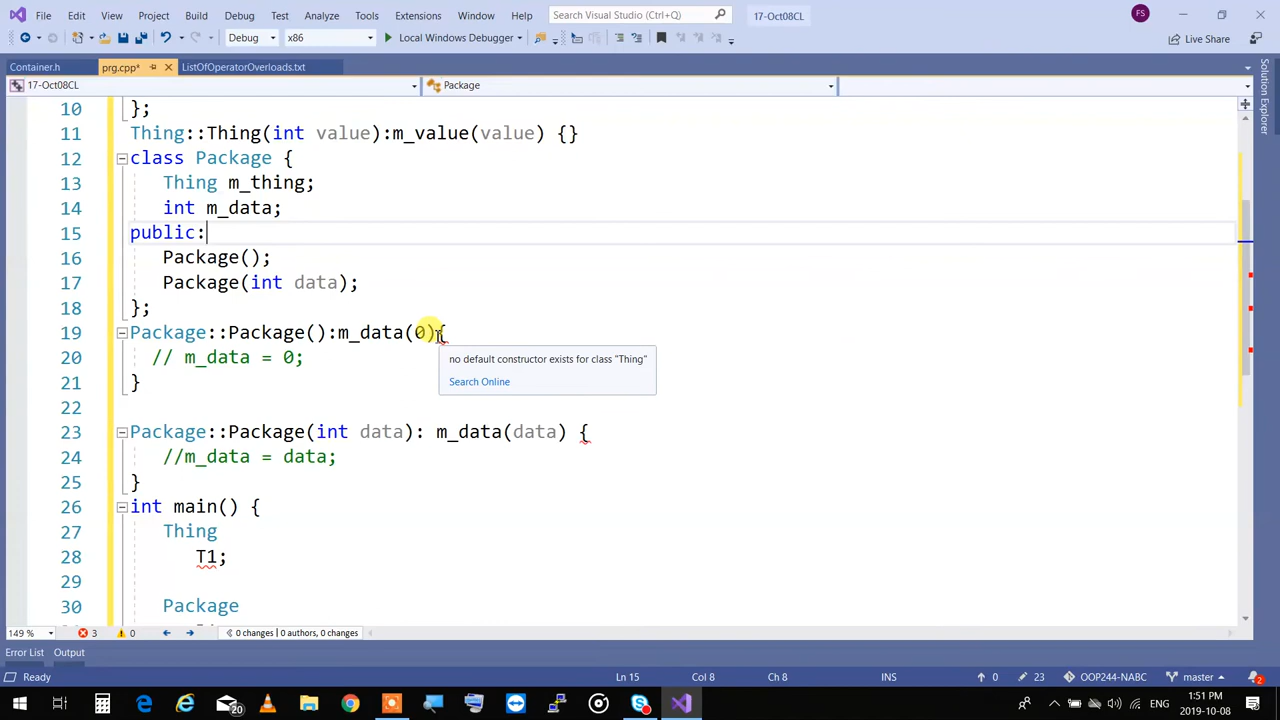 File Edit View Project Build Debug Test Analyze Tools Extensions Window Help Search Visual Studio (Ctrl+Q) 17-Oct08CL FS
Debug x86 Local Windows Debugger Live Share
Container.h prg.cpp* ListOfOperatorOverloads.txt
17-Oct08CL Package
Solution Explorer
10 };
11 Thing::Thing(int value):m_value(value) {}
12 class Package {
13 Thing m_thing;
14 int m_data;
15 public:
16 Package();
17 Package(int data);
18 };
19 Package::Package():m_data(0){
no default constructor exists for class "Thing"
Search Online
20 // m_data = 0;
21 }
22
23 Package::Package(int data): m_data(data) {
24 //m_data = data;
25 }
26 int main() {
27 Thing
28 T1;
29
30 Package
149 % 3 0 0 changes | 0 authors, 0 changes
Error List Output
Ready Ln 15 Col 8 Ch 8 INS 0 23 OOP244-NABC master 2
20 ENG 1:51 PM
2019-10-08